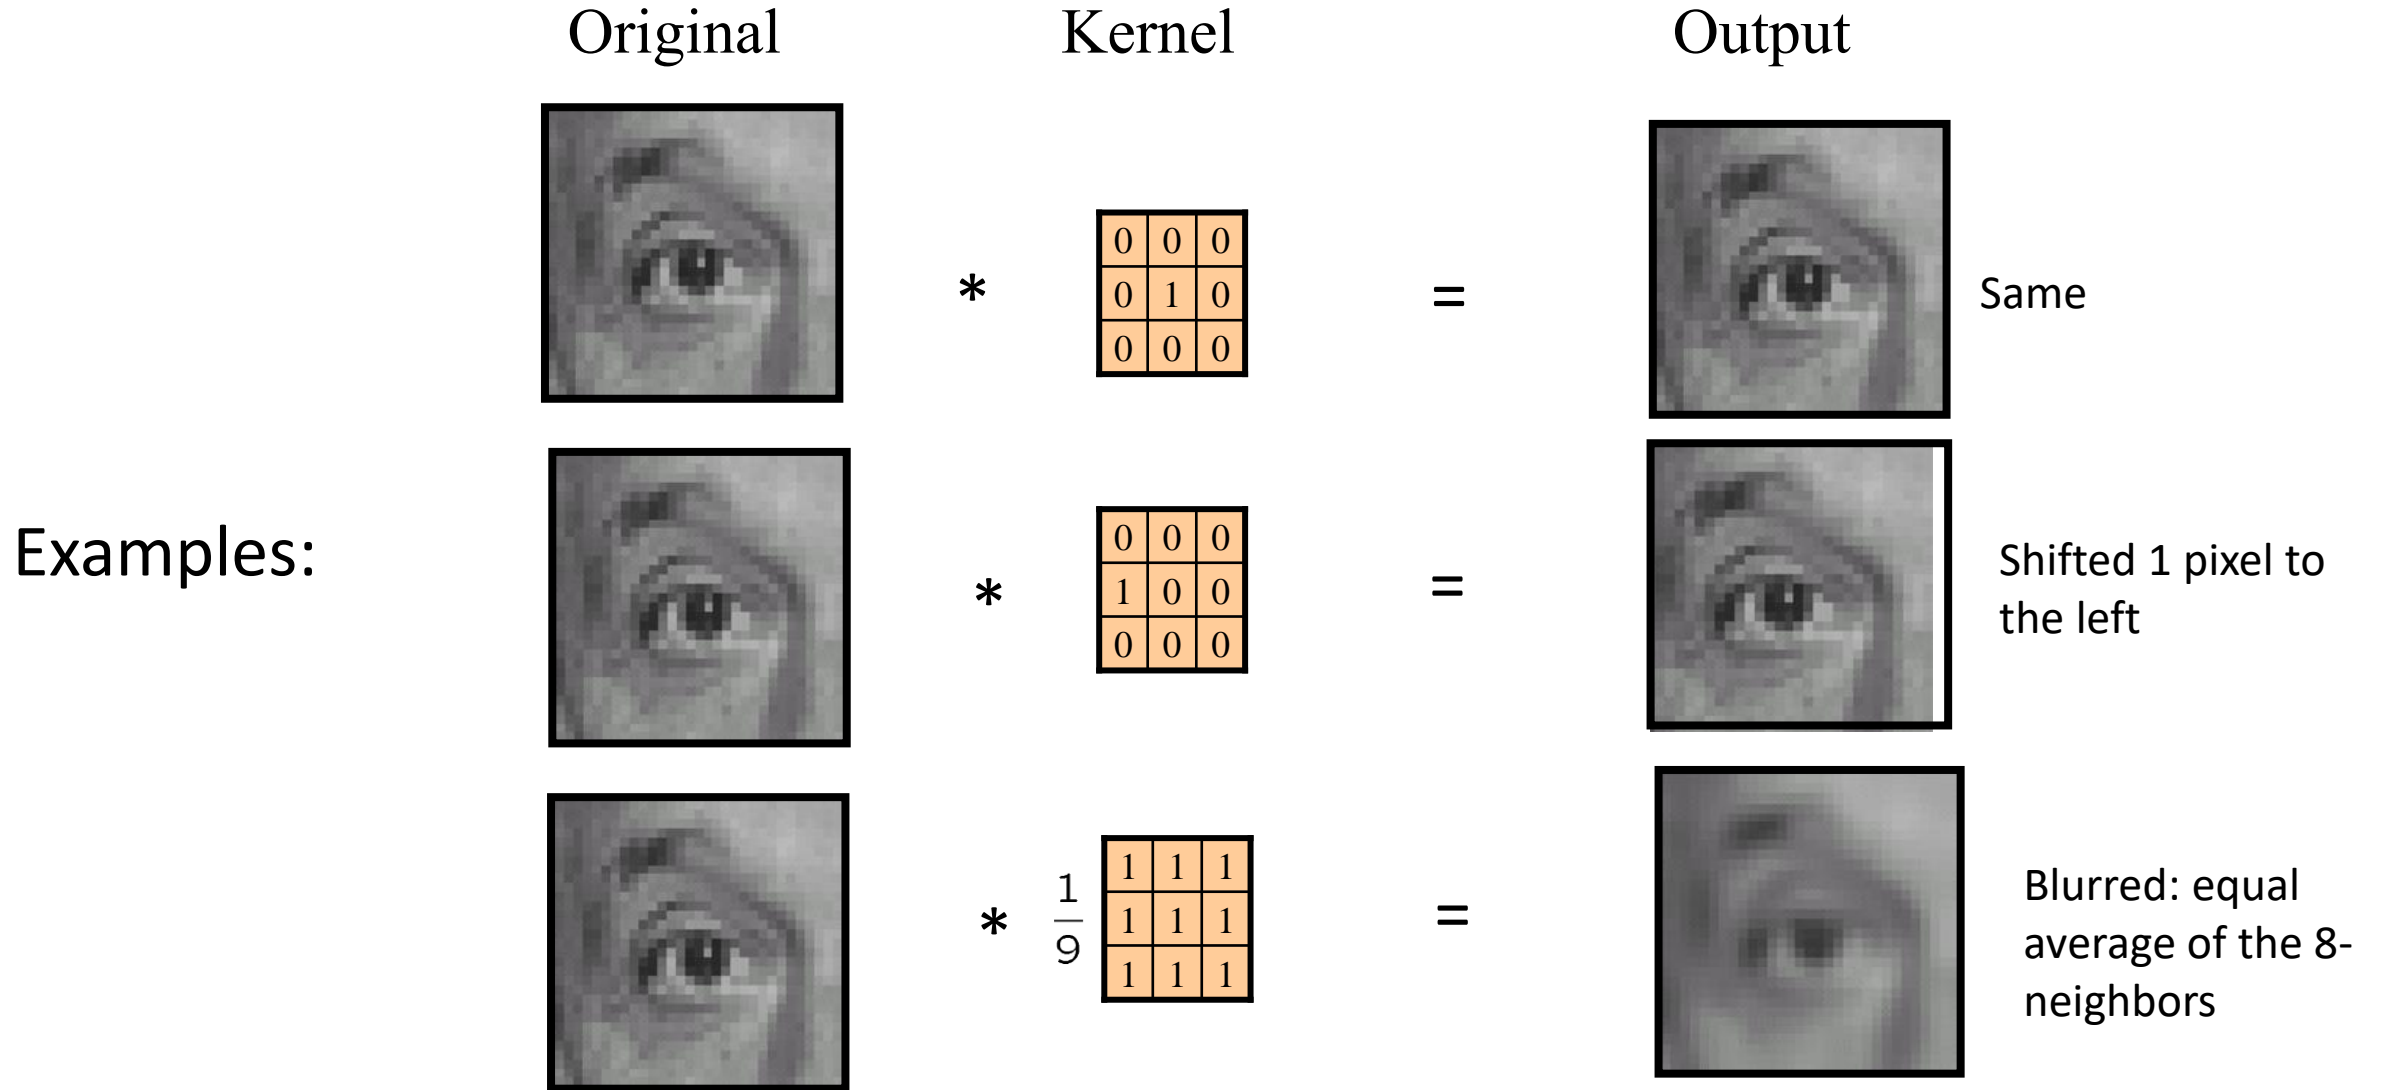 Original Kernel Output
* 0 0 0
0 1 0
0 0 0 = Same
Examples:
* 0 0 0
1 0 0
0 0 0 = Shifted 1 pixel to
the left
* 1
9 1 1 1
1 1 1
1 1 1 = Blurred: equal
average of the 8-
neighbors